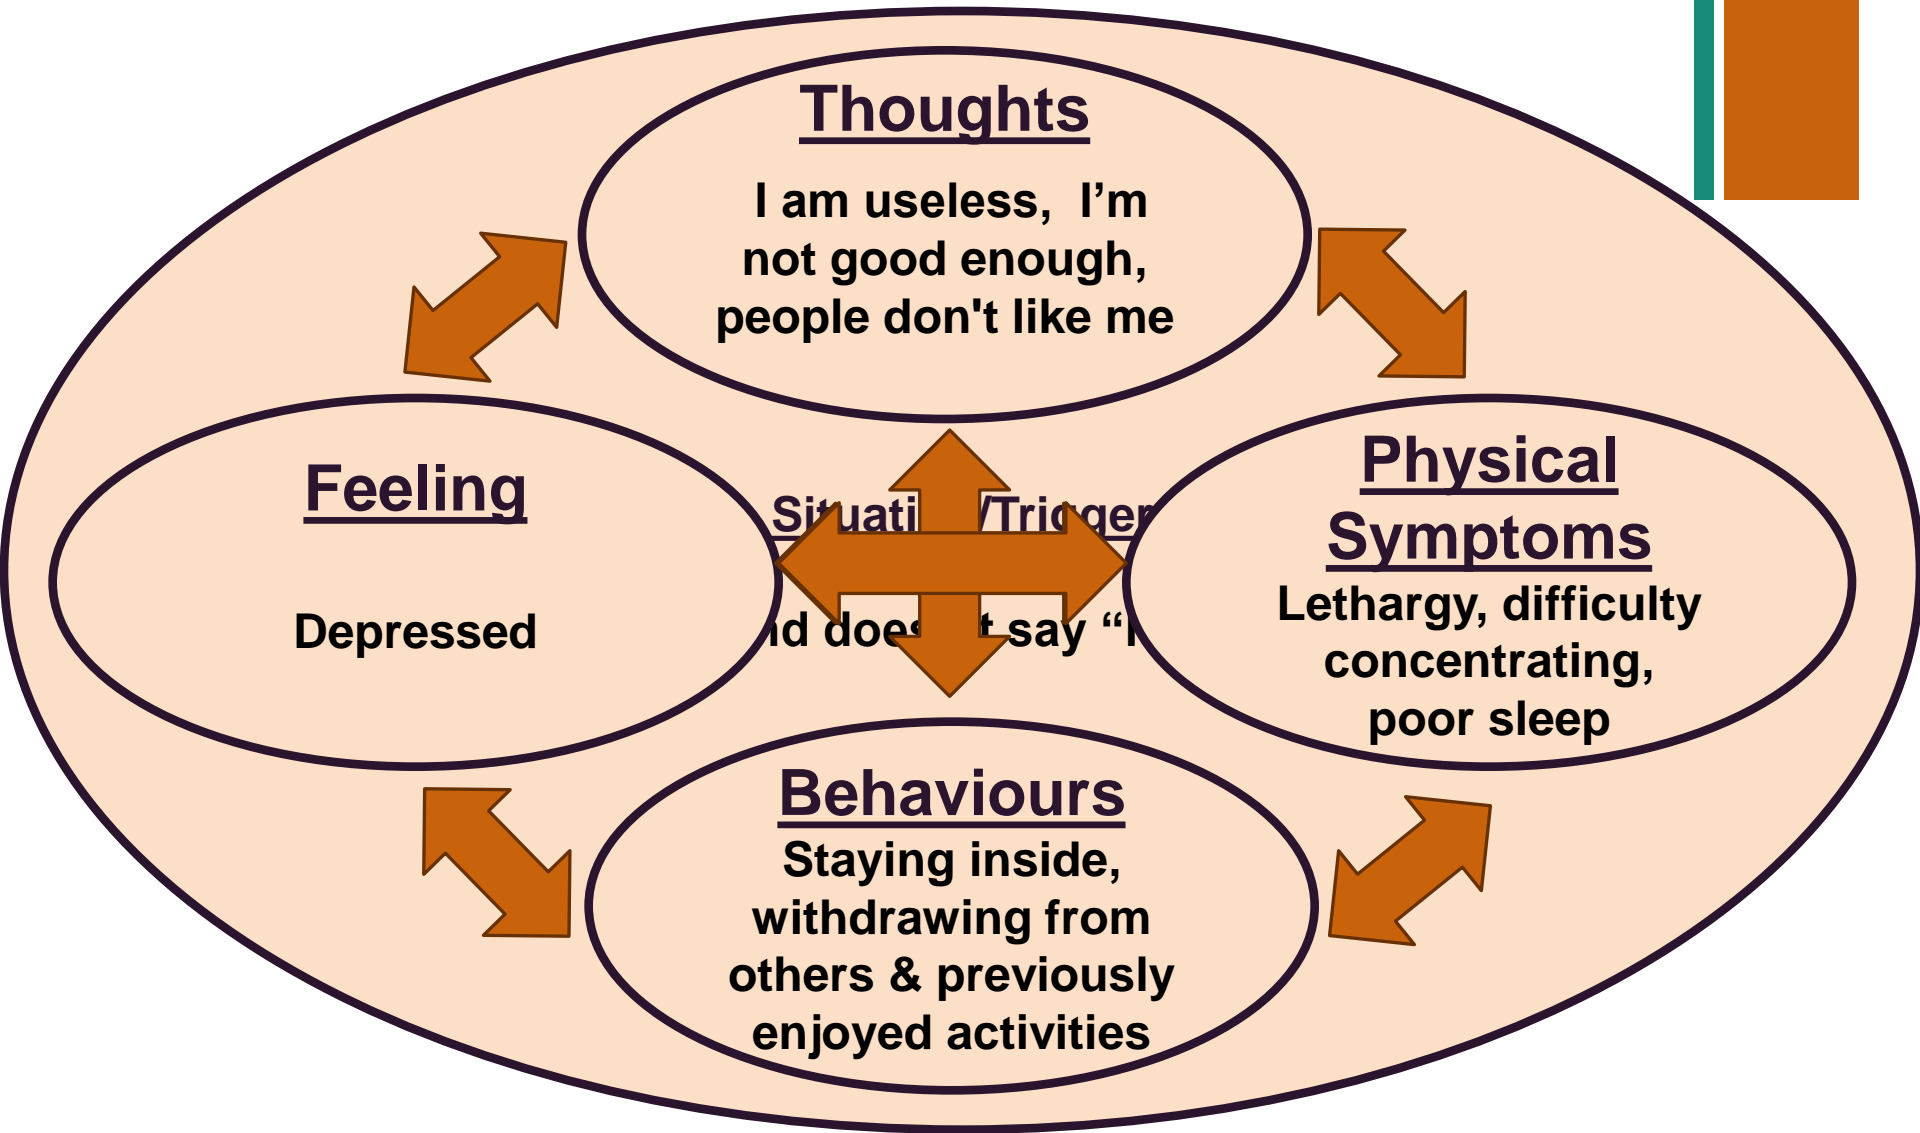 Thoughts
I am useless, I’m
not good enough,
people don't like me
Feeling
Depressed
say “
Physical
Symptoms
Lethargy, difficulty
concentrating,
poor sleep
Behaviours
Staying inside,
withdrawing from
others & previously
enjoyed activities